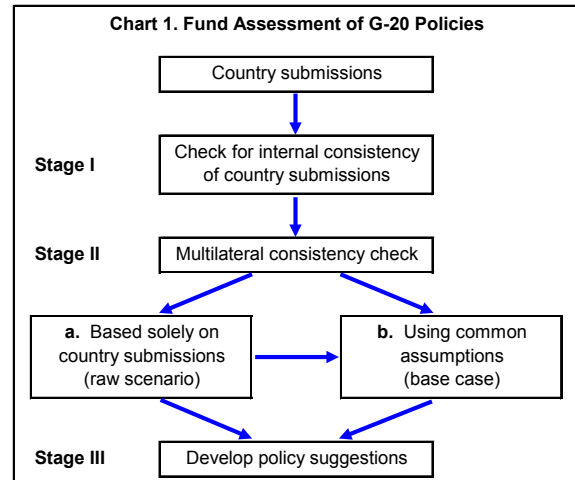 Chart 1. Fund Assessment of G-20 Policies
Country submissions
Stage I
Check for internal consistency
of country submissions
Stage II
Multilateral consistency check
a. Based solely on
country submissions
(raw scenario)
b. Using common
assumptions
(base case)
Stage III
Develop policy suggestions